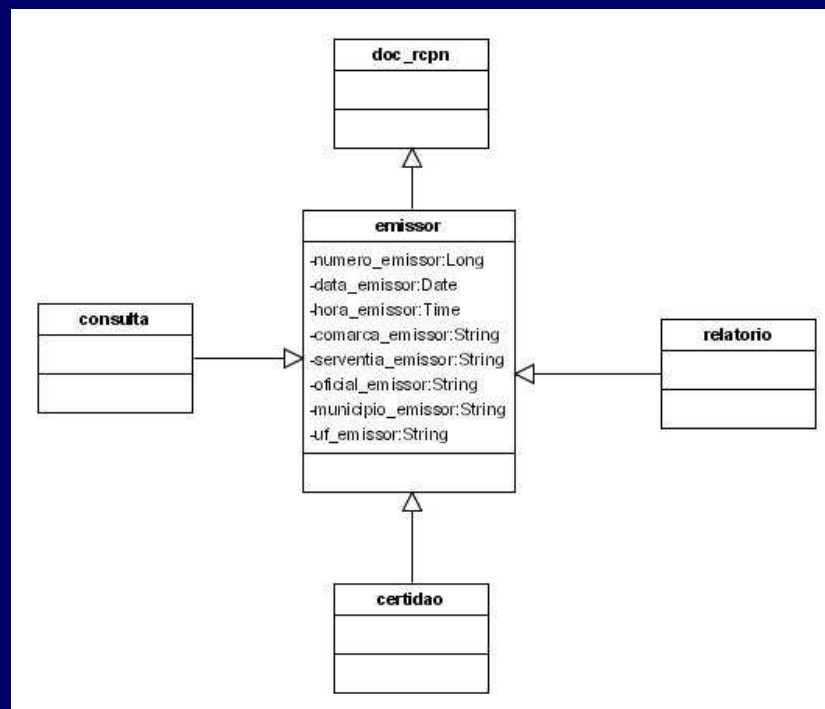 doc_rcpn
emissor
-numero_emissor:Long
-data_emissor:Date
-hora_emissor:Time
-comarca_emissor:String
-serventia_emissor:String
-oficial_emissor:String
-municipio_emissor:String
-uf_emissor:String
consulta
relatorio
certidao